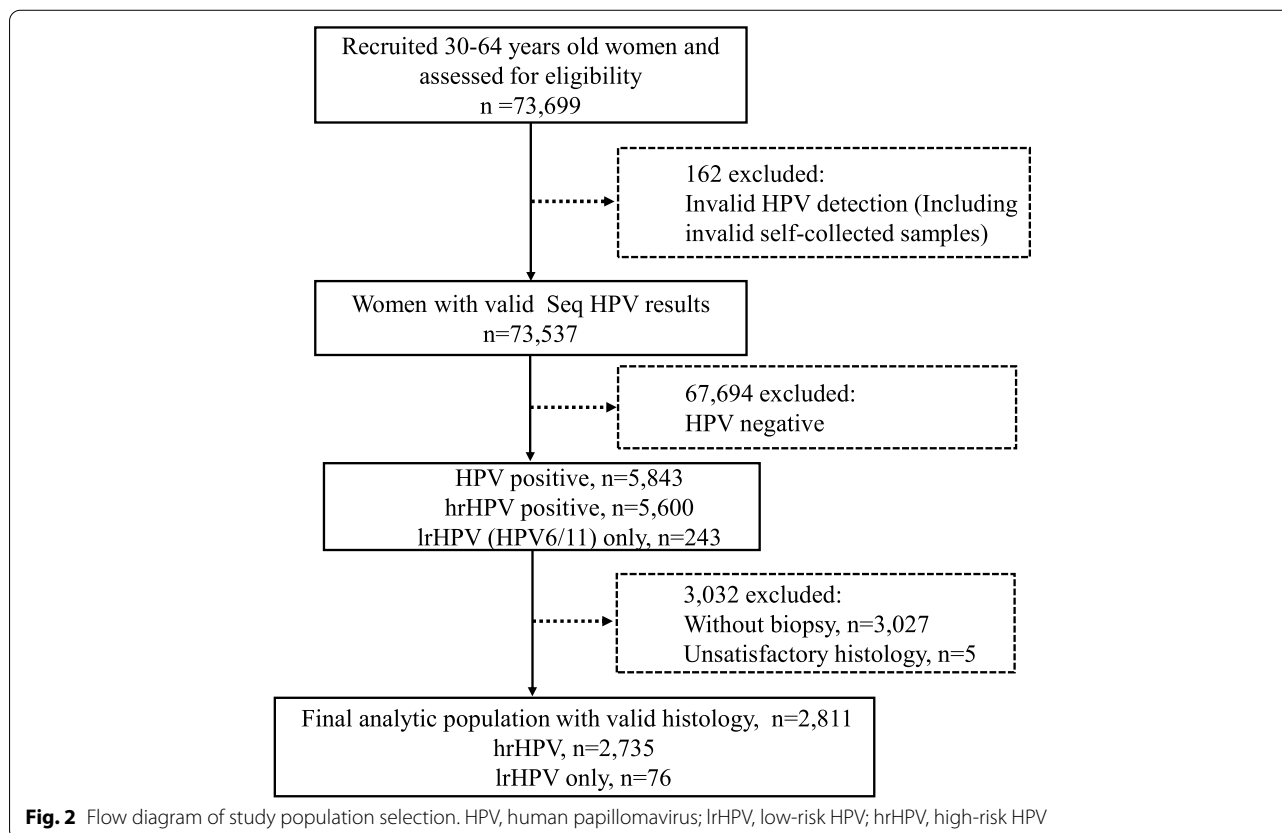 Recruited 30-64 years old women and
assessed for eligibility
n =73,699
162 excluded:
Invalid HPV detection (Including
invalid self-collected samples)
Women with valid Seq HPV results
n=73,537
67,694 excluded:
HPV negative
HPV positive, n=5,843
hrHPV positive, n=5,600
lrHPV (HPV6/11) only, n=243
3,032 excluded:
Without biopsy, n=3,027
Unsatisfactory histology, n=5
Final analytic population with valid histology, n=2,811
hrHPV, n=2,735
lrHPV only, n=76
Fig. 2 Flow diagram of study population selection. HPV, human papillomavirus; lrHPV, low-risk HPV; hrHPV, high-risk HPV